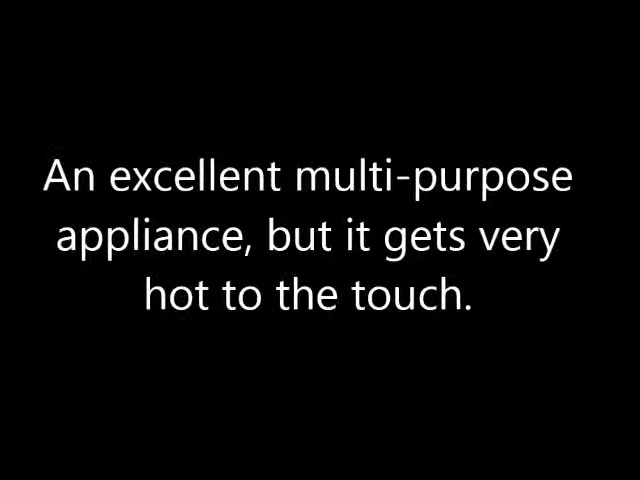 An excellent multi-purpose
appliance, but it gets very
hot to the touch.